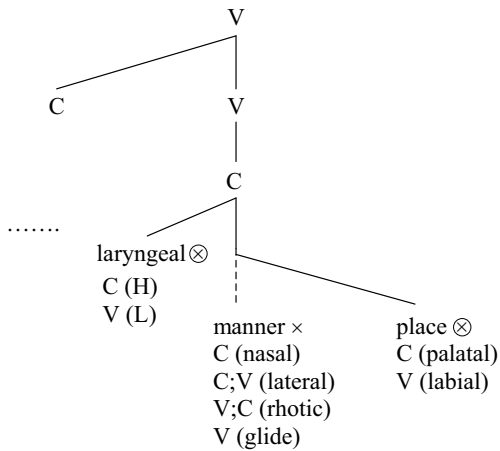 V
C V
C
.......
laryngeal ⊗
C (H)
V (L)
manner ×
C (nasal)
C;V (lateral)
V;C (rhotic)
V (glide)
place ⊗
C (palatal)
V (labial)